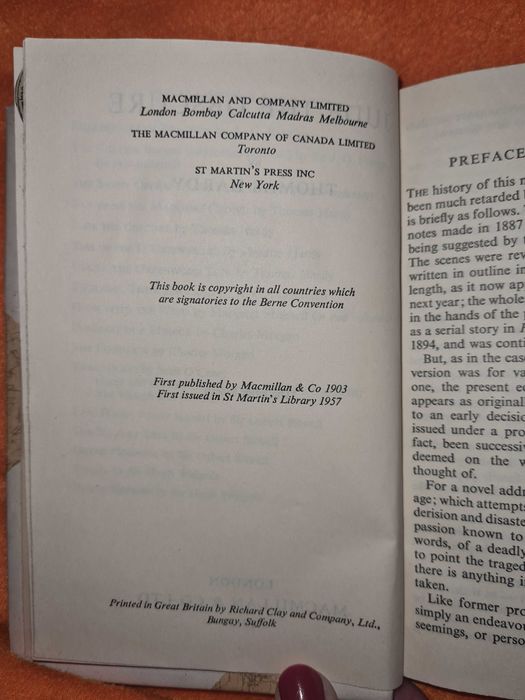 MACMILLAN AND COMPANY LIMITED
London Bombay Calcutta Madras Melbourne
THE MACMILLAN COMPANY OF CANADA LIMITED
Toronto
ST MARTIN'S PRESS INC
New York
This book is copyright in all countries which
are signatories to the Berne Convention
First published by Macmillan & Co 1903
First issued in St Martin's Library 1957
Printed in Great Britain by Richard Clay and Company, Ltd.,
Bungay, Suffolk
PREFACE
THE history of this
been much retarded
is briefly as follows.
notes made in 1887
being suggested by
The scenes were
written in outline
length, as it now
next year; the whole
in the hands of the
as a serial story in
1894, and was
But, as in the
version was for
one, the present
appears as
to an early
issued under a
fact, been
deemed on the
thought of.
For a novel
age; which
derision and
passion known to
words, of a deadly
to point the
there is anything
taken.
Like former
simply an
seemings, or